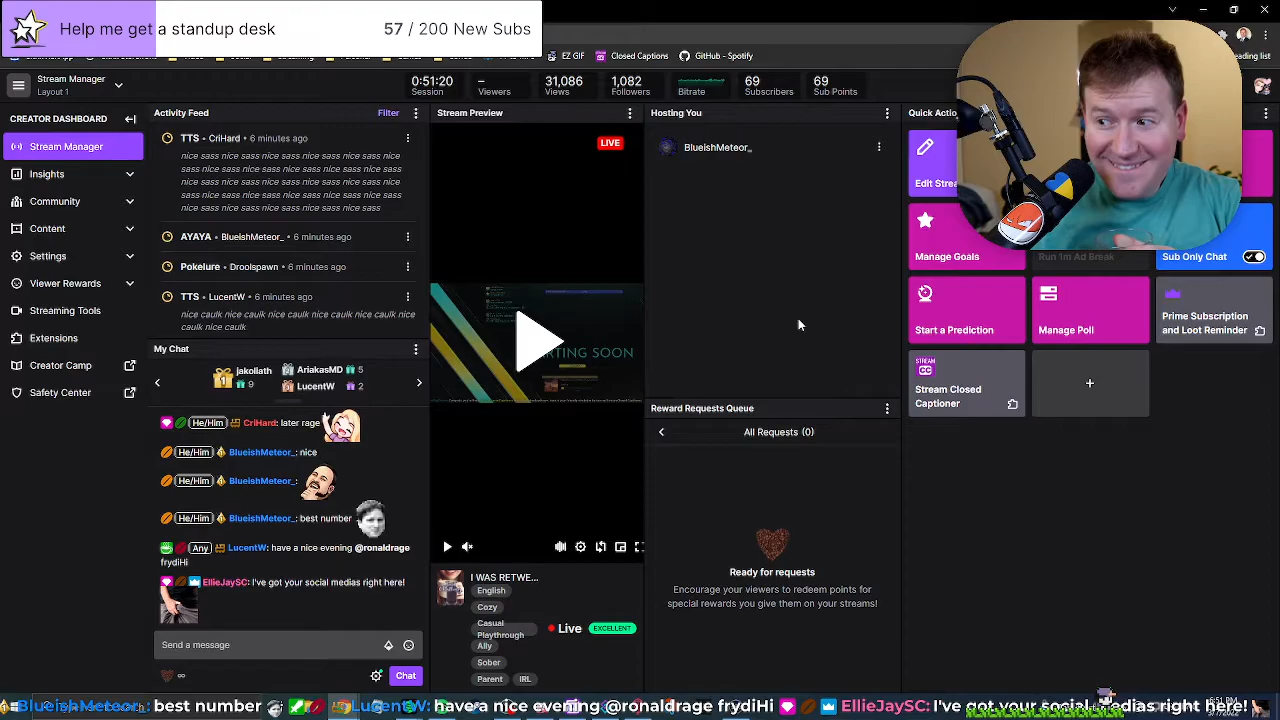 Help me get a standup desk
57 / 200 New Subs
EZ GIF
Closed Captions
GitHub - Spotify
ing list
Stream Manager
Layout 1
0:51:20
Session
–
Viewers
31,086
Views
1,082
Followers
Bitrate
69
Subscribers
69
Sub Points
CREATOR DASHBOARD
Stream Manager
Insights
Community
Content
Settings
Viewer Rewards
Streaming Tools
Extensions
Creator Camp
Safety Center
Activity Feed
Filter
TTS • CriHard • 6 minutes ago
nice sass nice sass nice sass nice sass nice
sass nice sass nice sass nice sass nice sass
nice sass nice sass nice sass nice sass nice
sass nice sass nice sass nice sass nice sass
nice sass nice sass nice sass nice sass
AYAYA • BlueishMeteor_ • 6 minutes ago
Pokelure • Droolspawn • 6 minutes ago
TTS • LucentW • 6 minutes ago
nice caulk nice caulk nice caulk nice caulk nice
caulk nice caulk
My Chat
jakoliath
9
AriakasMD 5
LucentW 2
He/Him CriHard: later rage
He/Him BlueishMeteor_: nice
He/Him BlueishMeteor_:
He/Him BlueishMeteor_: best number
Any LucentW: have a nice evening @ronaldrage
frydiHi
EllieJaySC: I've got your social medias right here!
Send a message
∞
Chat
Stream Preview
LIVE
RTING SOON
I WAS RETWE...
English
Cozy
Casual
Playthrough
Ally
Sober
Parent
IRL
Live
EXCELLENT
Hosting You
BlueishMeteor_
Reward Requests Queue
All Requests (0)
Ready for requests
Encourage your viewers to redeem points for
special rewards you give them on your streams!
Quick Actio
Edit Strea
Manage Goals
Run 1m Ad Break
Sub Only Chat
Start a Prediction
Manage Poll
Prime Subscription
and Loot Reminder
STREAM
CC
Stream Closed
Captioner
+
BlueishMeteor_: best number
LucentW: have a nice evening @ronaldrage frydiHi
EllieJaySC: I've got your social medias right here!